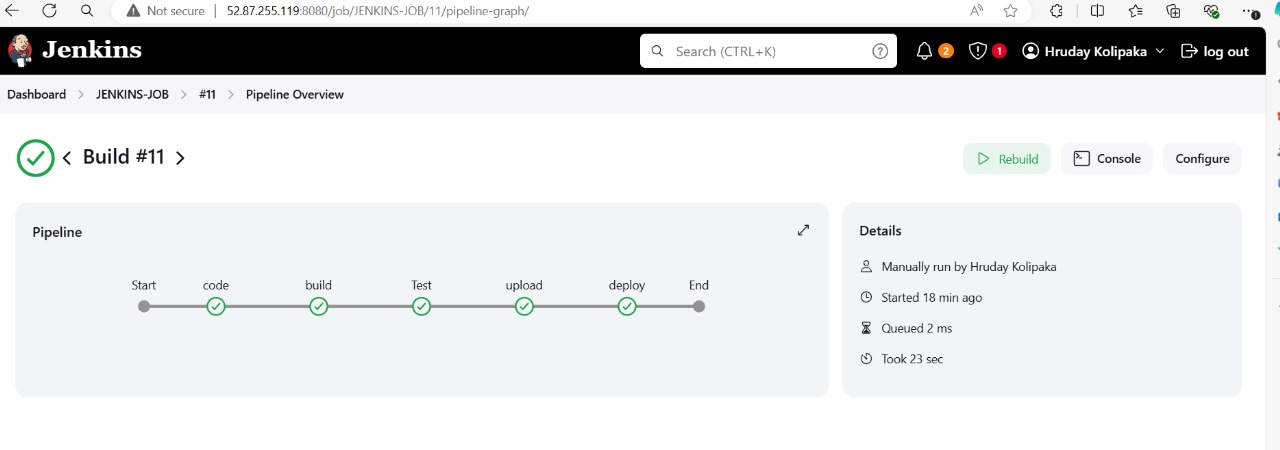 Not secure | 52.87.255.119:8080/job/JENKINS-JOB/11/pipeline-graph/
Jenkins Search (CTRL+K) ? 2 1 Hruday Kolipaka log out
Dashboard > JENKINS-JOB > #11 > Pipeline Overview
Build #11 Rebuild Console Configure
Pipeline
Start code build Test upload deploy End
Details
Manually run by Hruday Kolipaka
Started 18 min ago
Queued 2 ms
Took 23 sec